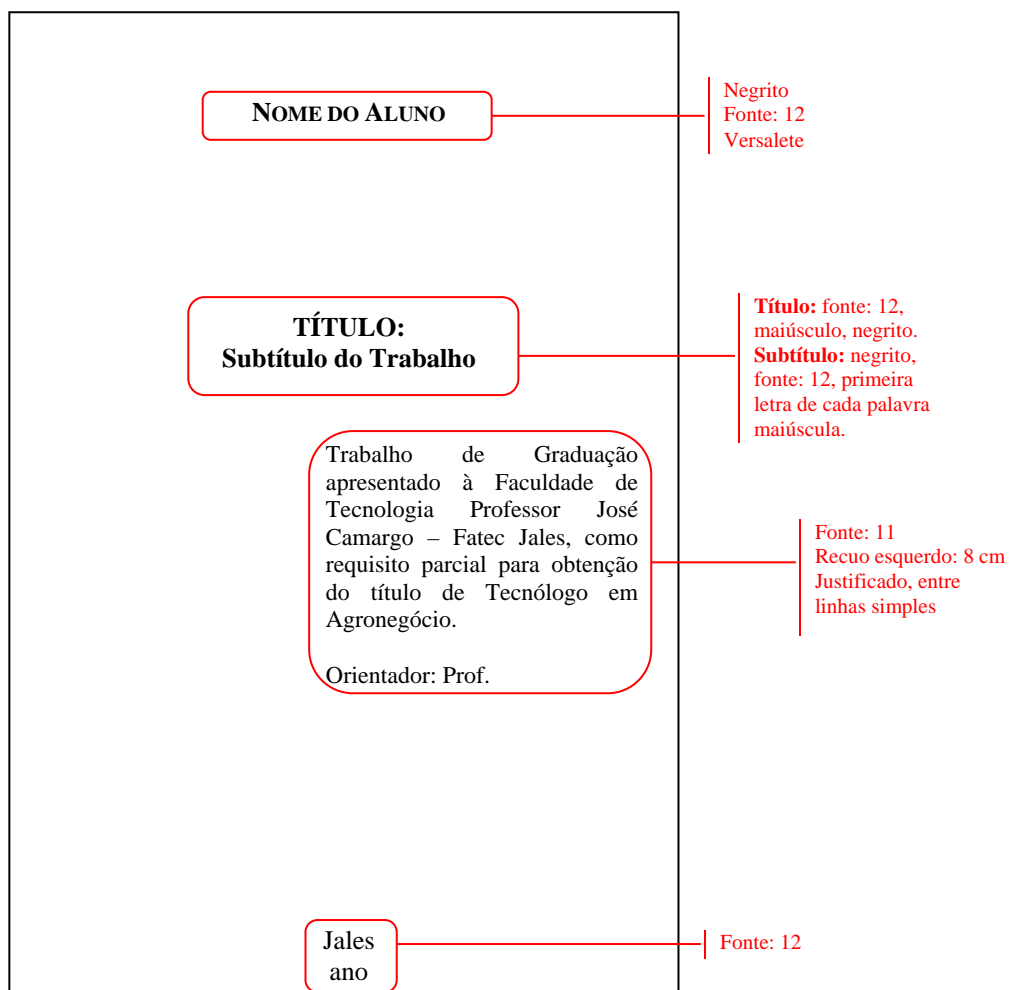 NOME DO ALUNO
Negrito
Fonte: 12
Versalete
TÍTULO:
Subtítulo do Trabalho
Título: fonte: 12,
maiúsculo, negrito.
Subtítulo: negrito,
fonte: 12, primeira
letra de cada palavra
maiúscula.
Trabalho de Graduação
apresentado à Faculdade de
Tecnologia Professor José
Camargo – Fatec Jales, como
requisito parcial para obtenção
do título de Tecnólogo em
Agronegócio.
Orientador: Prof.
Fonte: 11
Recuo esquerdo: 8 cm
Justificado, entre
linhas simples
Jales
ano
Fonte: 12